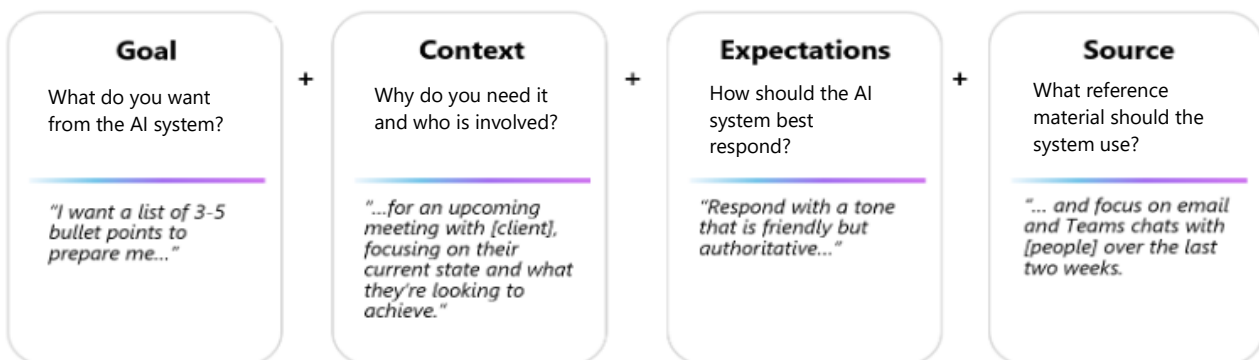 Goal
What do you want
from the AI system?
"I want a list of 3-5
bullet points to
prepare me..."
+
Context
Why do you need it
and who is involved?
"...for an upcoming
meeting with [client],
focusing on their
current state and what
they're looking to
achieve."
+
Expectations
How should the AI
system best
respond?
"Respond with a tone
that is friendly but
authoritative..."
+
Source
What reference
material should the
system use?
"... and focus on email
and Teams chats with
[people] over the last
two weeks.